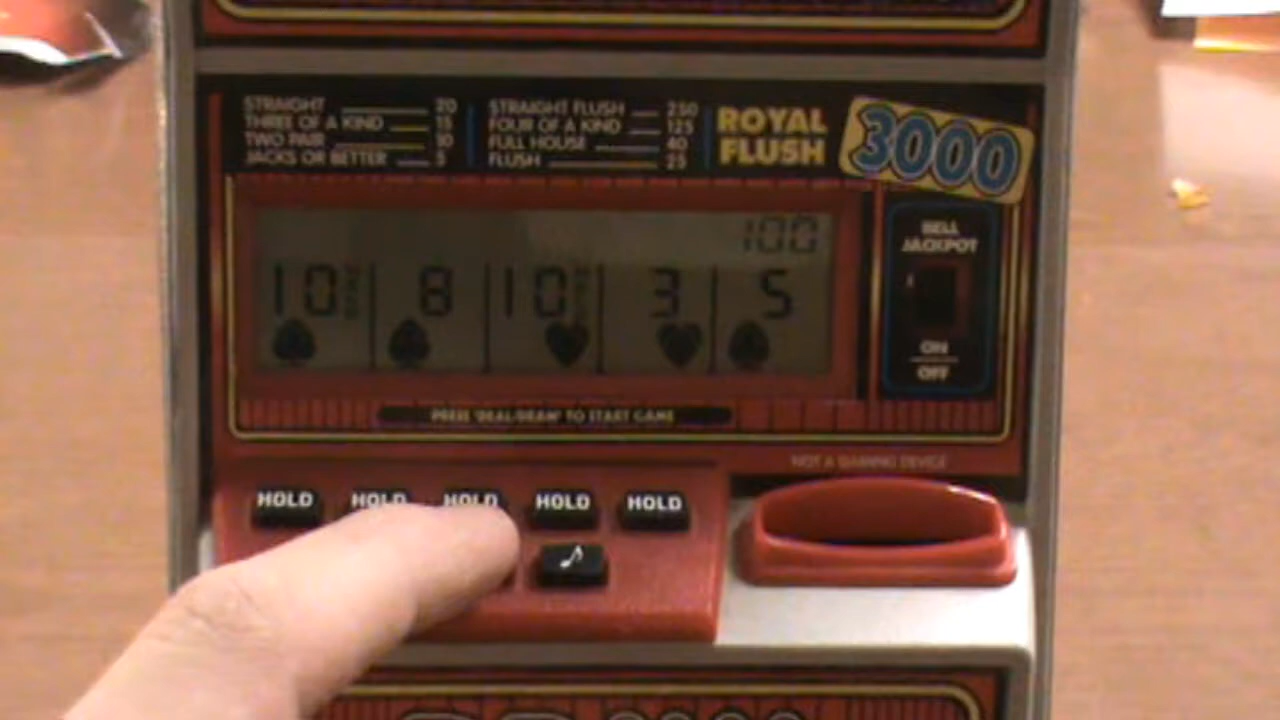 STRAIGHT 20
THREE OF A KIND 15
TWO PAIR 10
JACKS OR BETTER 5
STRAIGHT FLUSH 250
FOUR OF A KIND 125
FULL HOUSE 40
FLUSH 25
ROYAL
FLUSH
3000
100
10 8 10 3 5
BELL
JACKPOT
ON
OFF
PRESS 'DEAL/DRAW' TO START GAME
NOT A GAMING DEVICE
HOLD HOLD HOLD HOLD HOLD